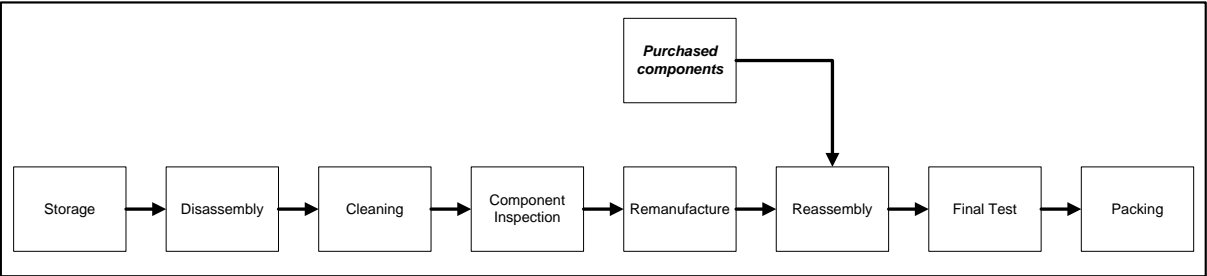 Purchased
components
Storage
Disassembly
Cleaning
Component
Inspection
Remanufacture
Reassembly
Final Test
Packing